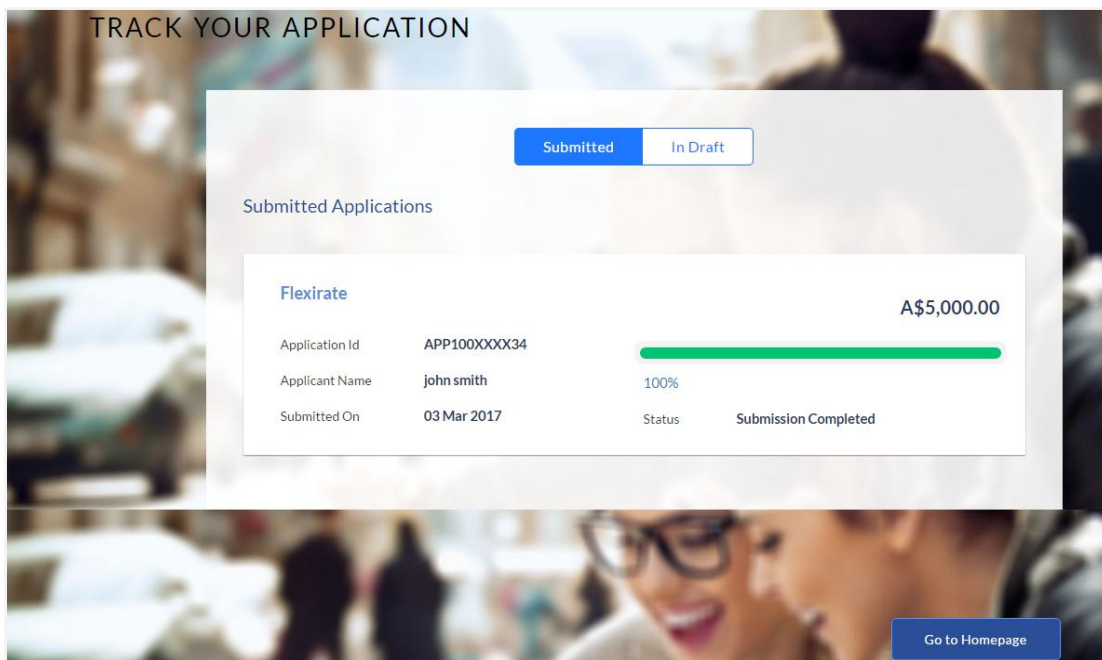 TRACK YOUR APPLICATION
Submitted
In Draft
Submitted Applications
Flexirate
A$5,000.00
Application Id
APP100XXXX34
Applicant Name
john smith
100%
Submitted On
03 Mar 2017
Status
Submission Completed
Go to Homepage